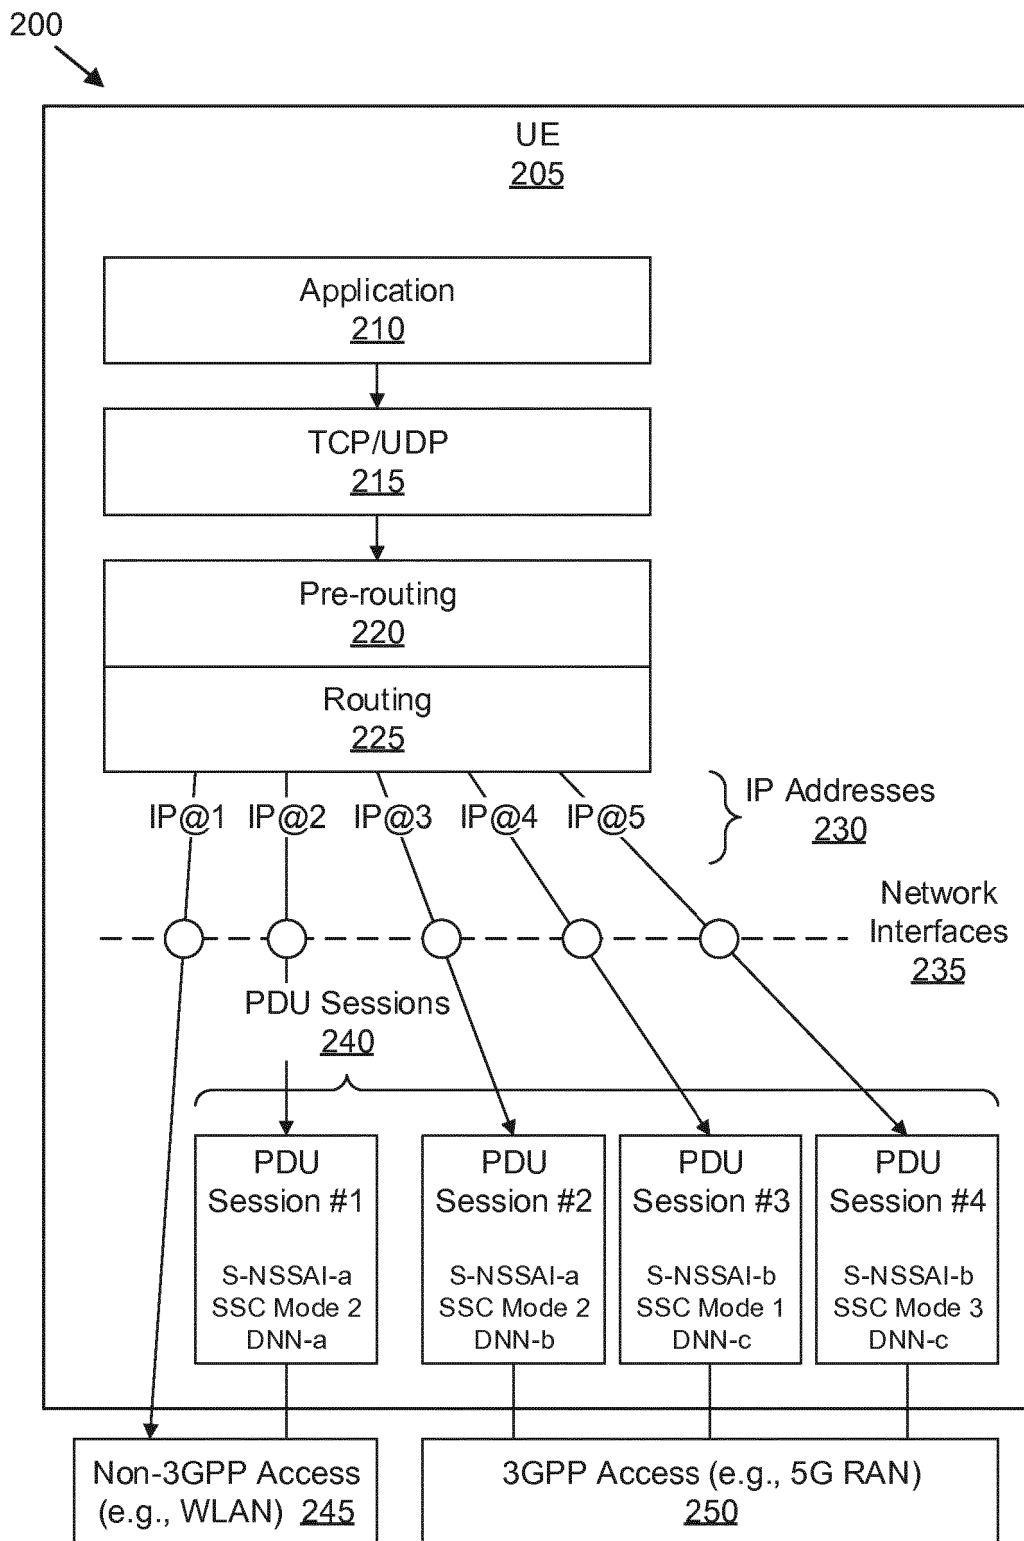 200
UE
205
Application
210
TCP/UDP
215
Pre-routing
220
Routing
225
IP@1 IP@2 IP@3 IP@4 IP@5
IP Addresses
230
Network
Interfaces
235
PDU Sessions
240
PDU
Session #1
S-NSSAI-a
SSC Mode 2
DNN-a
PDU
Session #2
S-NSSAI-a
SSC Mode 2
DNN-b
PDU
Session #3
S-NSSAI-b
SSC Mode 1
DNN-c
PDU
Session #4
S-NSSAI-b
SSC Mode 3
DNN-c
Non-3GPP Access
(e.g., WLAN) 245
3GPP Access (e.g., 5G RAN)
250